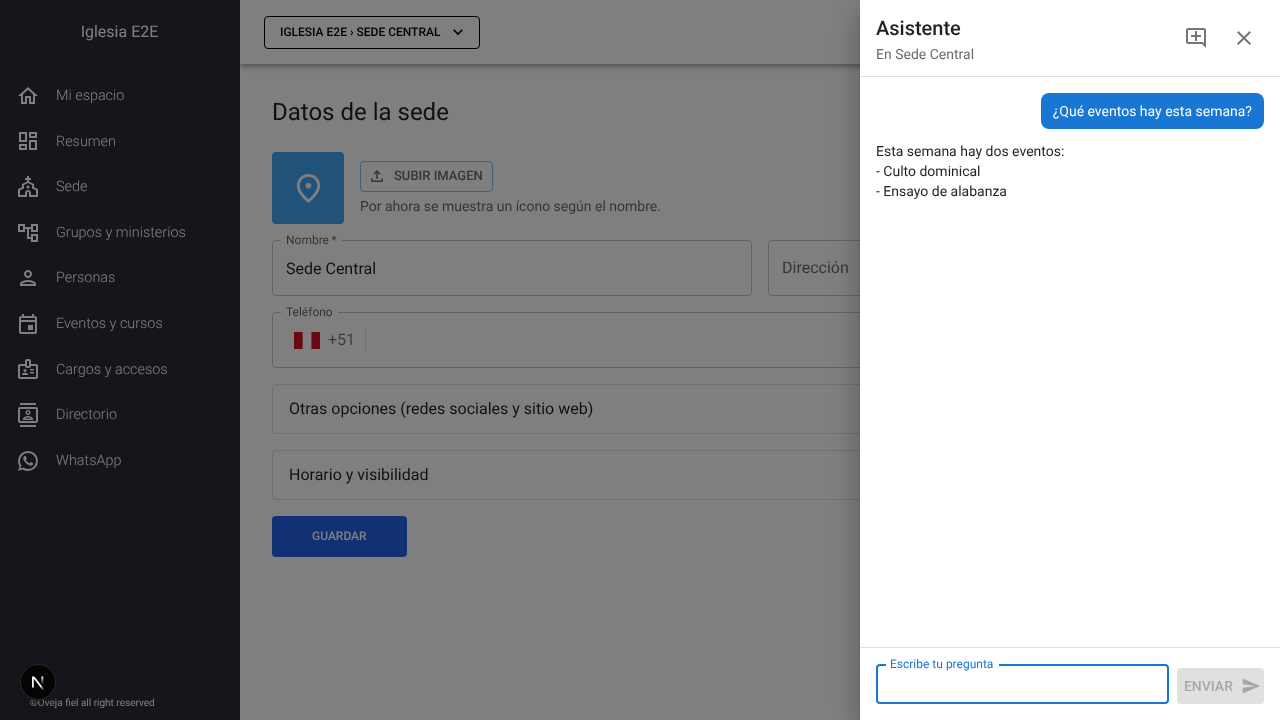 Iglesia E2E
Mi espacio
Resumen
Sede
Grupos y ministerios
Personas
Eventos y cursos
Cargos y accesos
Directorio
WhatsApp
N
©Oveja fiel all right reserved
IGLESIA E2E › SEDE CENTRAL
Datos de la sede
SUBIR IMAGEN
Por ahora se muestra un ícono según el nombre.
Nombre *
Sede Central
Dirección
Teléfono
+51
Otras opciones (redes sociales y sitio web)
Horario y visibilidad
GUARDAR
Asistente
En Sede Central
¿Qué eventos hay esta semana?
Esta semana hay dos eventos:
- Culto dominical
- Ensayo de alabanza
Escribe tu pregunta
ENVIAR